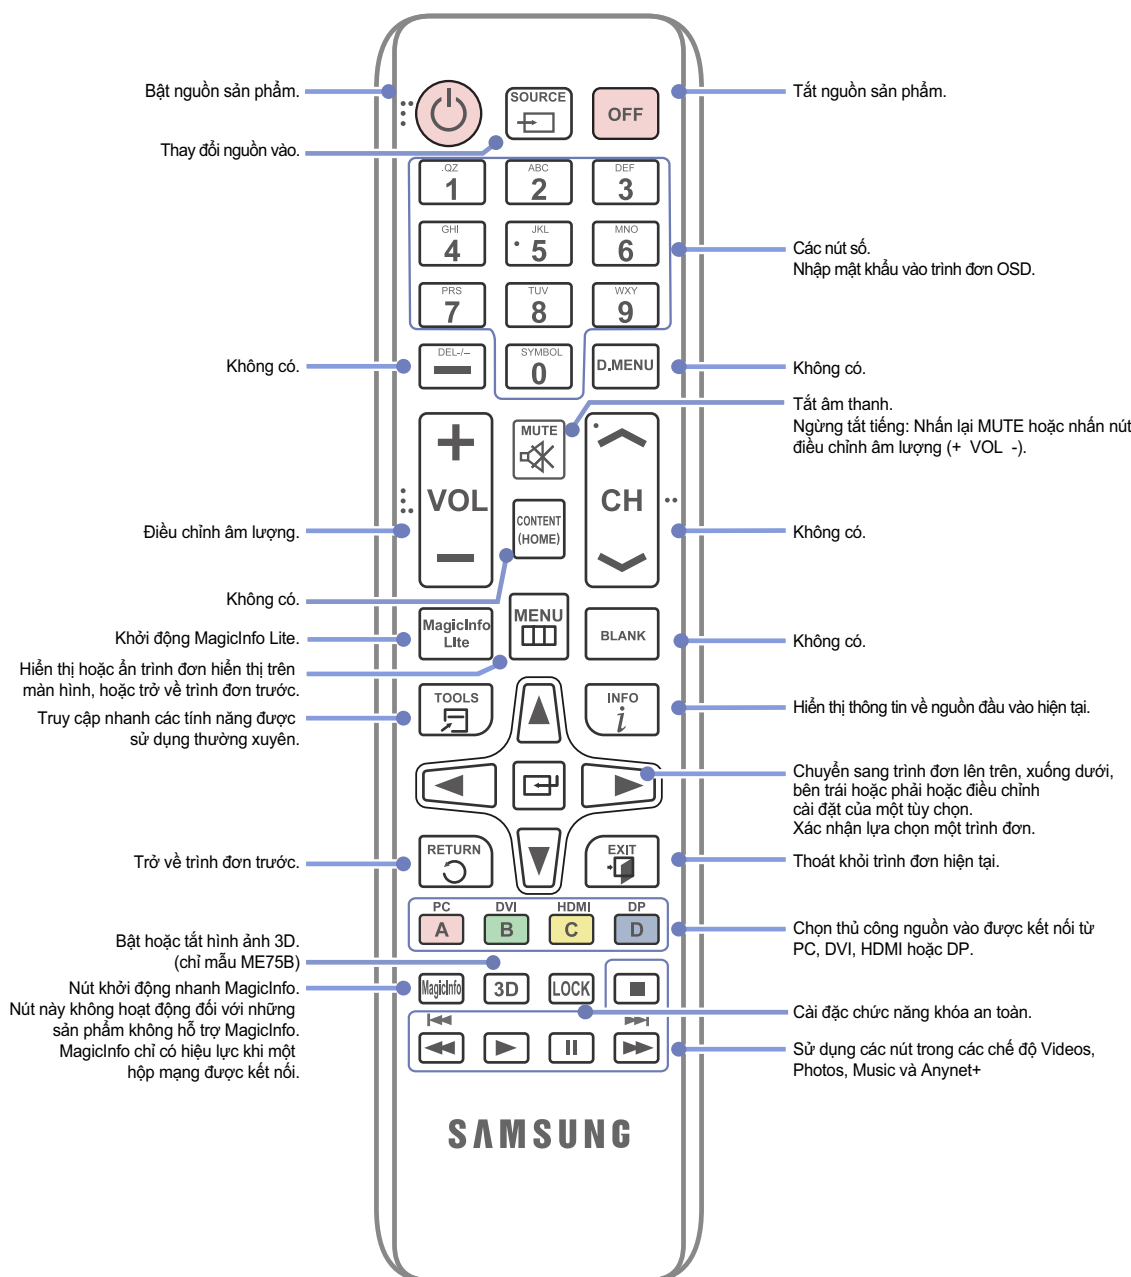 Bật nguồn sản phẩm.
SOURCE
OFF
Tắt nguồn sản phẩm.
Thay đổi nguồn vào.
.QZ
1
ABC
2
DEF
3
GHI
4
JKL
5
MNO
6
Các nút số.
Nhập mật khẩu vào trình đơn OSD.
PRS
7
TUV
8
WXY
9
Không có.
DEL-/–
SYMBOL
0
D.MENU
Không có.
Tắt âm thanh.
Ngừng tắt tiếng: Nhấn lại MUTE hoặc nhấn nút
điều chỉnh âm lượng (+ VOL -).
MUTE
VOL
CH
Điều chỉnh âm lượng.
CONTENT
(HOME)
Không có.
Không có.
MagicInfo
LIte
MENU
BLANK
Khởi động MagicInfo Lite.
Không có.
Hiển thị hoặc ẩn trình đơn hiển thị trên
màn hình, hoặc trở về trình đơn trước.
TOOLS
INFO
i
Truy cập nhanh các tính năng được
sử dụng thường xuyên.
Hiển thị thông tin về nguồn đầu vào hiện tại.
Chuyển sang trình đơn lên trên, xuống dưới,
bên trái hoặc phải hoặc điều chỉnh
cài đặt của một tùy chọn.
Xác nhận lựa chọn một trình đơn.
RETURN
EXIT
Trở về trình đơn trước.
Thoát khỏi trình đơn hiện tại.
PC
DVI
HDMI
DP
A
B
C
D
Chọn thủ công nguồn vào được kết nối từ
PC, DVI, HDMI hoặc DP.
Bật hoặc tắt hình ảnh 3D.
(chỉ mẫu ME75B)
MagicInfo
3D
LOCK
Nút khởi động nhanh MagicInfo.
Nút này không hoạt động đối với những
sản phẩm không hỗ trợ MagicInfo.
MagicInfo chỉ có hiệu lực khi một
hộp mạng được kết nối.
Cài đặc chức năng khóa an toàn.
Sử dụng các nút trong các chế độ Videos,
Photos, Music và Anynet+
SAMSUNG